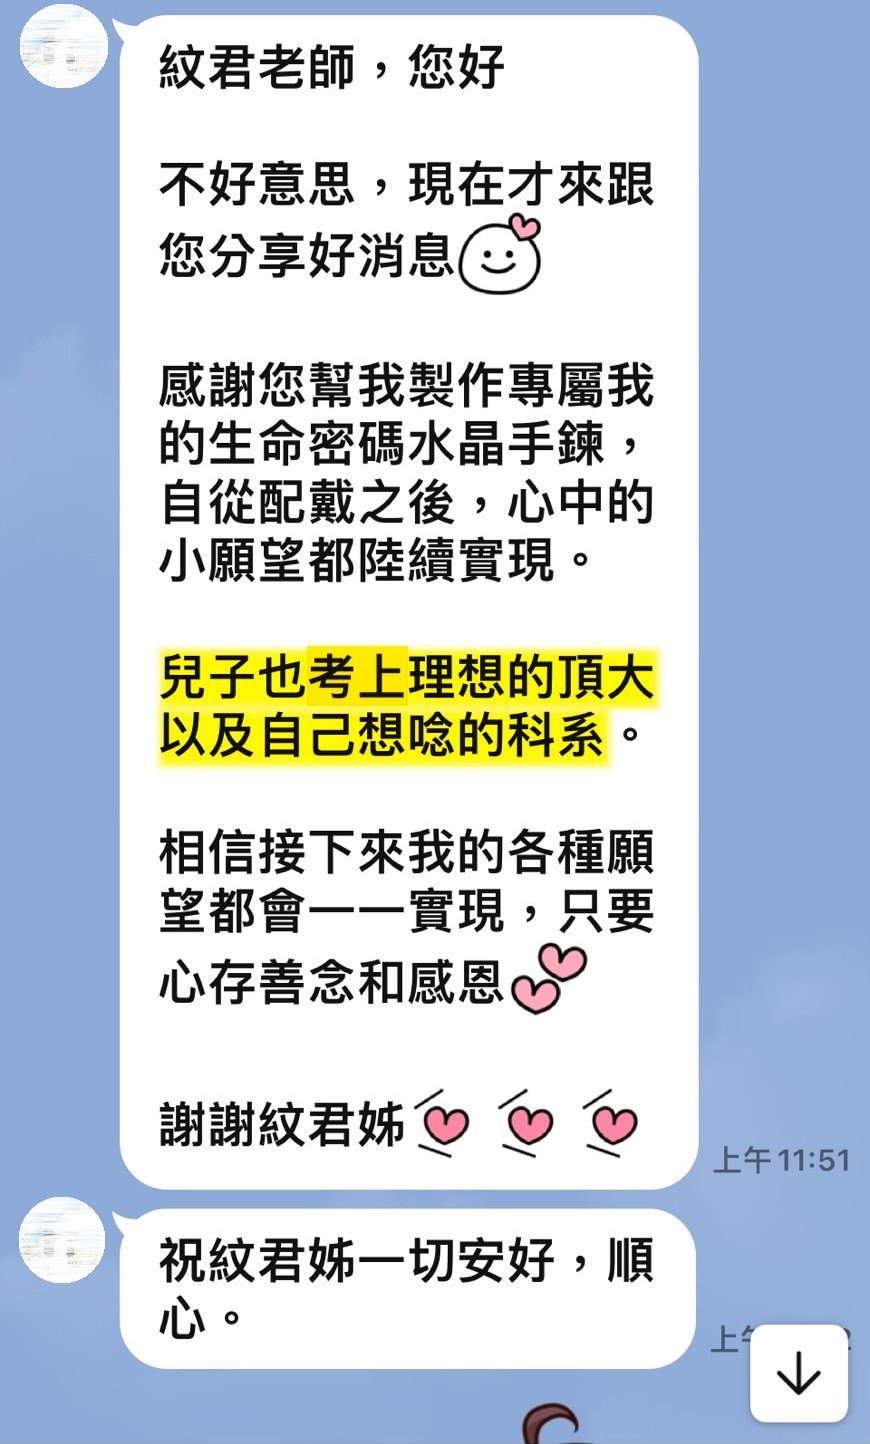 紋君老師，您好
不好意思，現在才來跟
您分享好消息
感謝您幫我製作專屬我
的生命密碼水晶手鍊，
自從配戴之後，心中的
小願望都陸續實現。
兒子也考上理想的頂大
以及自己想唸的科系。
相信接下來我的各種願
望都會一一實現，只要
心存善念和感恩
謝謝紋君姊
上午 11:51
祝紋君姊一切安好，順
心。
上午